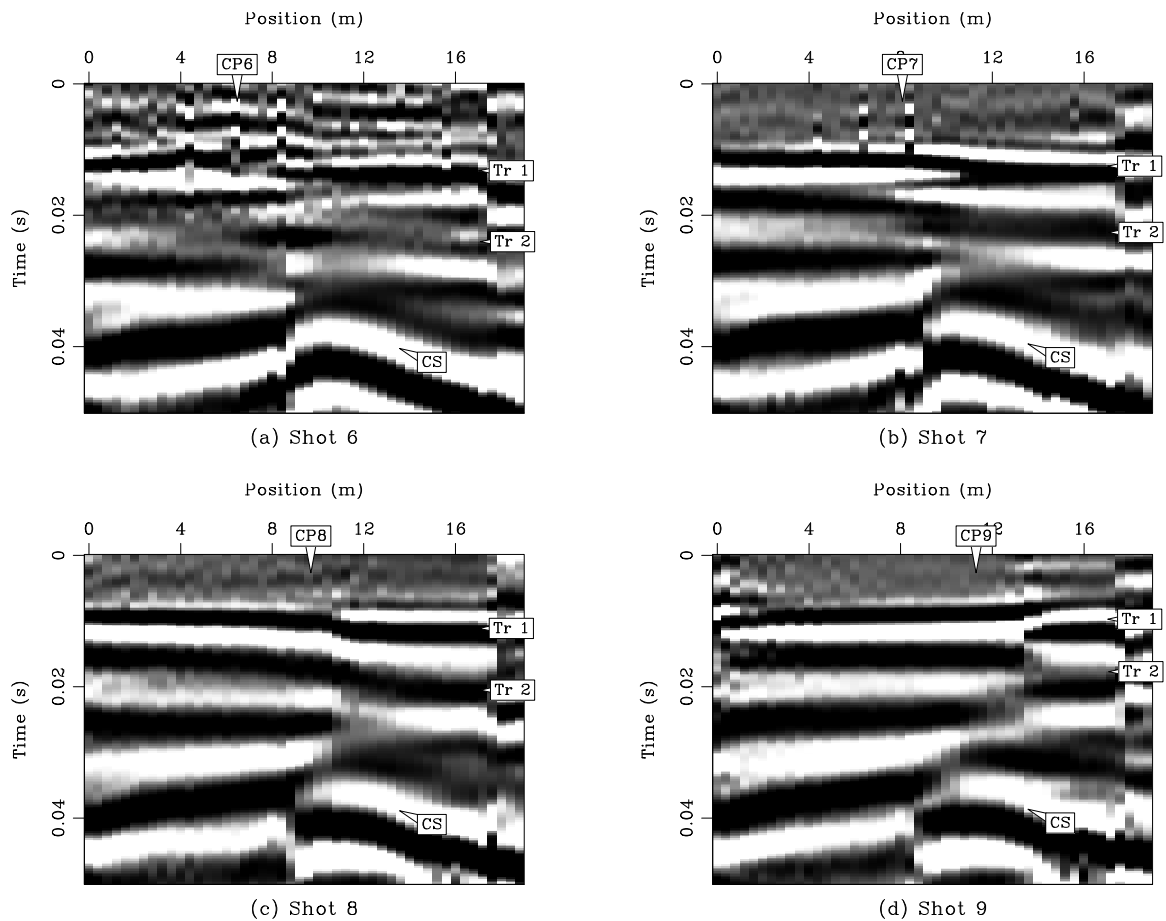 Position (m)
0 4 8 12 16
CP6
Time (s)
0
0.02
0.04
Tr 1
Tr 2
CS
(a) Shot 6
Position (m)
0 4 8 12 16
CP7
Time (s)
0
0.02
0.04
Tr 1
Tr 2
CS
(b) Shot 7
Position (m)
0 4 8 12 16
CP8
Time (s)
0
0.02
0.04
Tr 1
Tr 2
CS
(c) Shot 8
Position (m)
0 4 8 12 16
CP9
Time (s)
0
0.02
0.04
Tr 1
Tr 2
CS
(d) Shot 9